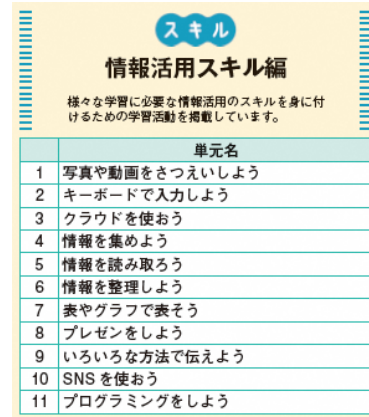 スキル
情報活用スキル編
様々な学習に必要な情報活用のスキルを身に付
けるための学習活動を掲載しています。
単元名
1 写真や動画をさつえいしよう
2 キーボードで入力しよう
3 クラウドを使おう
4 情報を集めよう
5 情報を読み取ろう
6 情報を整理しよう
7 表やグラフで表そう
8 プレゼンをしよう
9 いろいろな方法で伝えよう
10 SNSを使おう
11 プログラミングをしよう